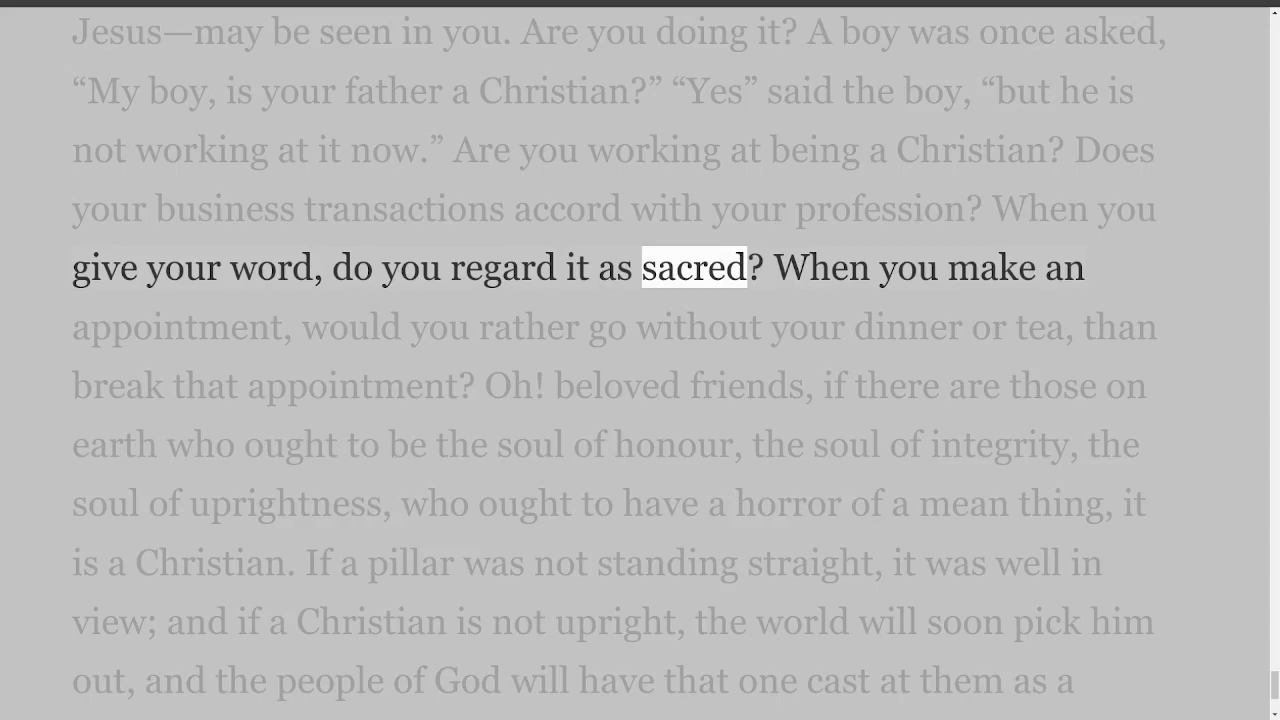 Jesus—may be seen in you. Are you doing it? A boy was once asked,
“My boy, is your father a Christian?” “Yes” said the boy, “but he is
not working at it now.” Are you working at being a Christian? Does
your business transactions accord with your profession? When you
give your word, do you regard it as sacred? When you make an
appointment, would you rather go without your dinner or tea, than
break that appointment? Oh! beloved friends, if there are those on
earth who ought to be the soul of honour, the soul of integrity, the
soul of uprightness, who ought to have a horror of a mean thing, it
is a Christian. If a pillar was not standing straight, it was well in
view; and if a Christian is not upright, the world will soon pick him
out, and the people of God will have that one cast at them as a